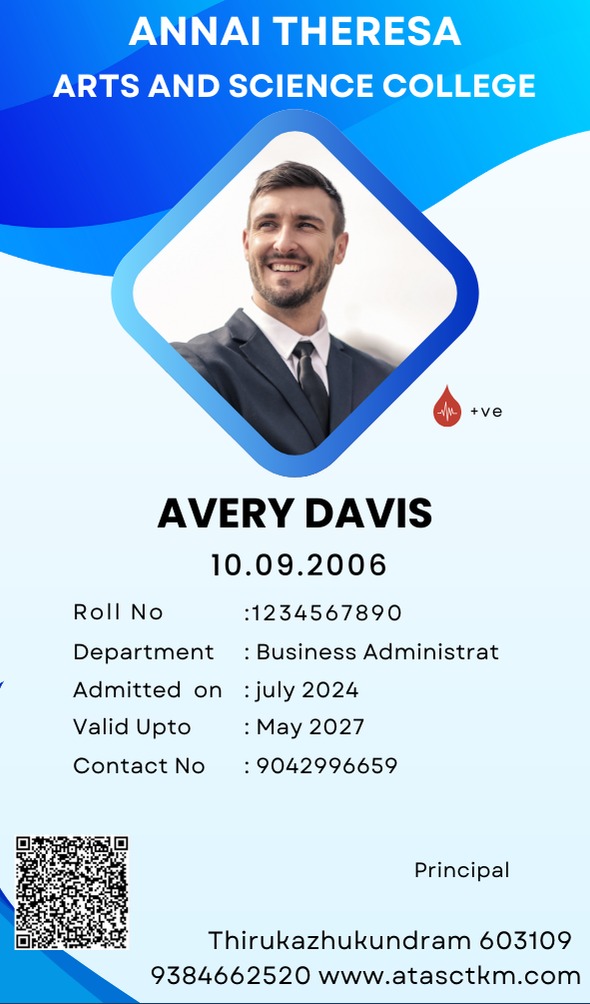 ANNAI THERESA
ARTS AND SCIENCE COLLEGE
+ve
AVERY DAVIS
10.09.2006
Roll No :1234567890
Department : Business Administrat
Admitted on : july 2024
Valid Upto : May 2027
Contact No : 9042996659
Principal
Thirukazhukundram 603109
9384662520 www.atasctkm.com